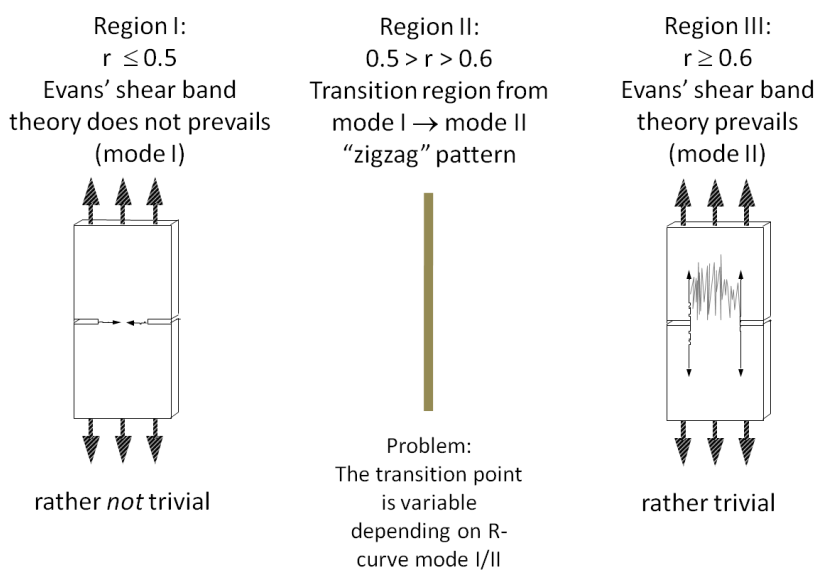 Region I:
r ≤ 0.5
Evans' shear band
theory does not prevails
(mode I)
Region II:
0.5 > r > 0.6
Transition region from
mode I → mode II
"zigzag" pattern
Region III:
r ≥ 0.6
Evans' shear band
theory prevails
(mode II)
rather not trivial
Problem:
The transition point
is variable
depending on R-
curve mode I/II
rather trivial